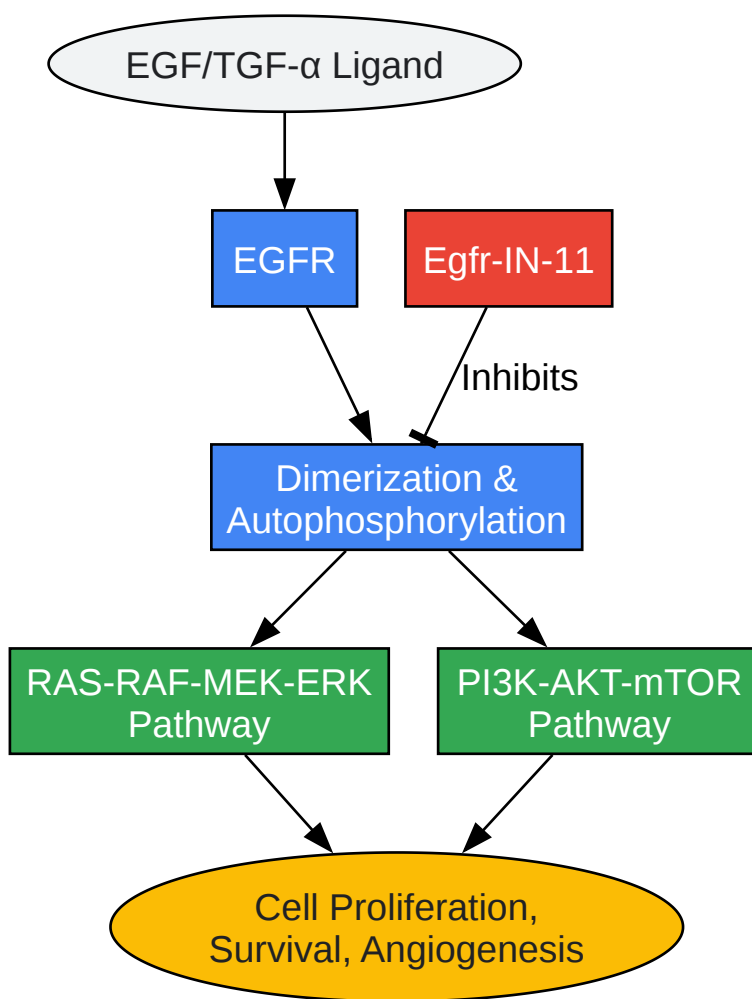 EGF/TGF-α Ligand
EGFR
Egfr-IN-11
Inhibits
Dimerization &
Autophosphorylation
RAS-RAF-MEK-ERK
Pathway
PI3K-AKT-mTOR
Pathway
Cell Proliferation,
Survival, Angiogenesis